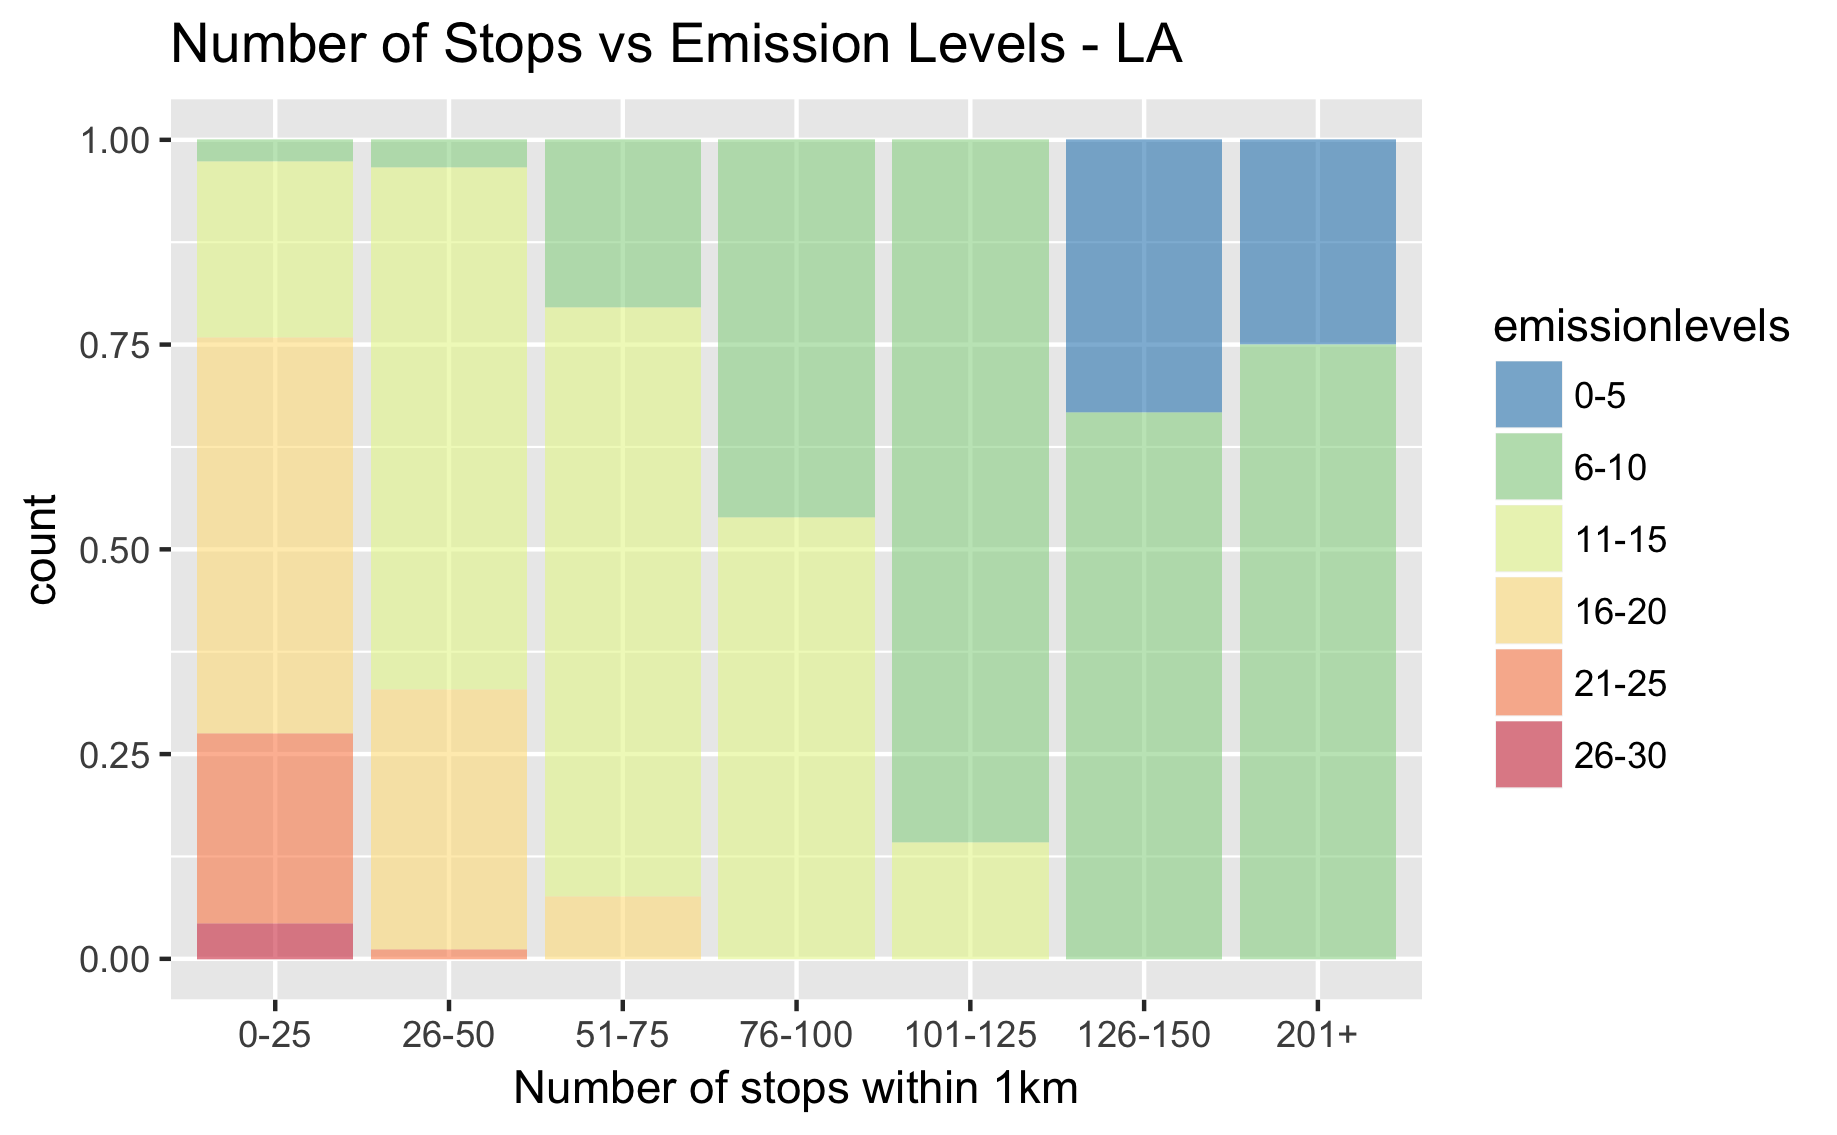 Number of Stops vs Emission Levels - LA
1.00
0.75
0.50
0.25
0.00
count
0-25 26-50 51-75 76-100 101-125 126-150 201+
Number of stops within 1km
emissionlevels
0-5
6-10
11-15
16-20
21-25
26-30